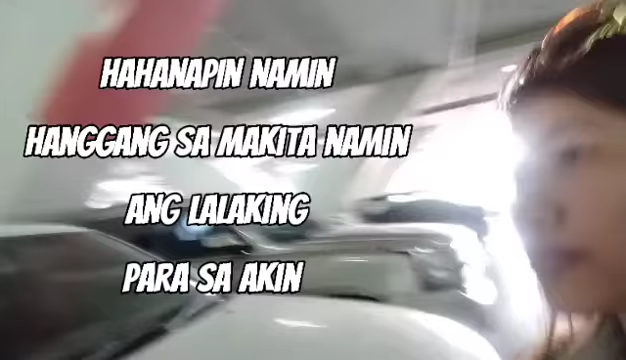 HAHANAPIN NAMIN
HANGGANG SA MAKITA NAMIN
ANG LALAKING
PARA SA AKIN